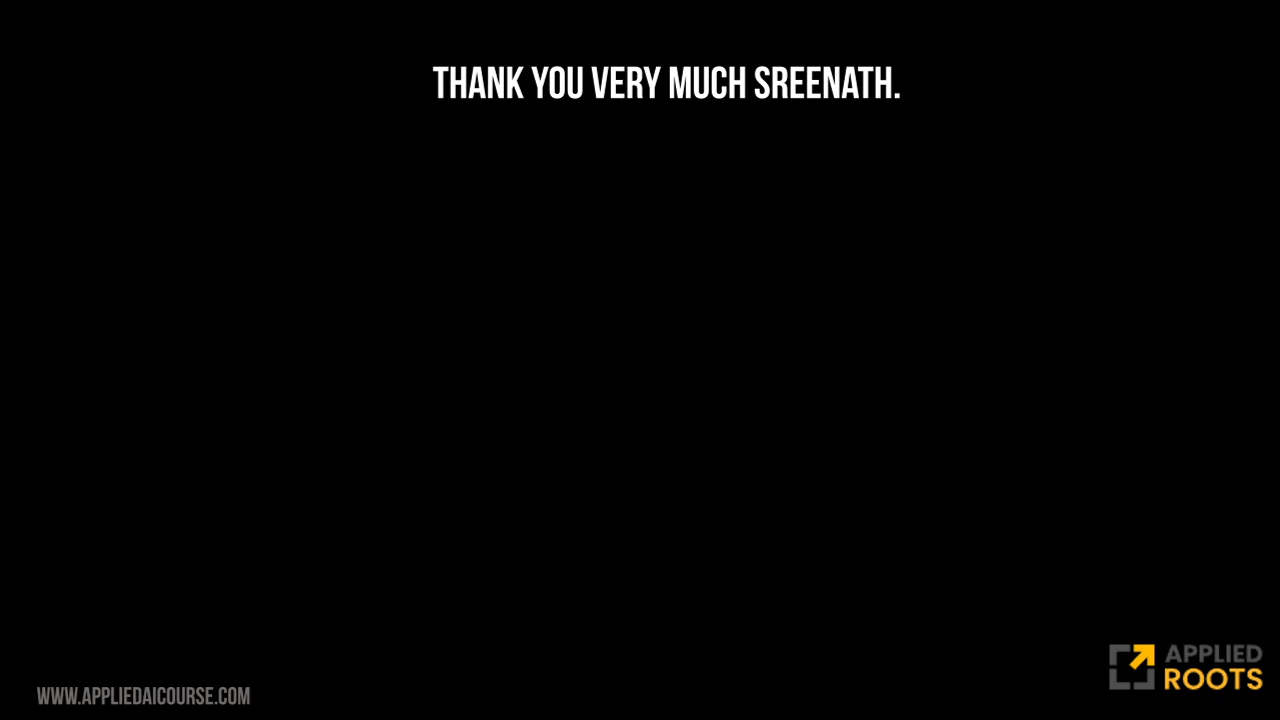 THANK YOU VERY MUCH SREENATH.
APPLIED
ROOTS
WWW.APPLIEDAICOURSE.COM